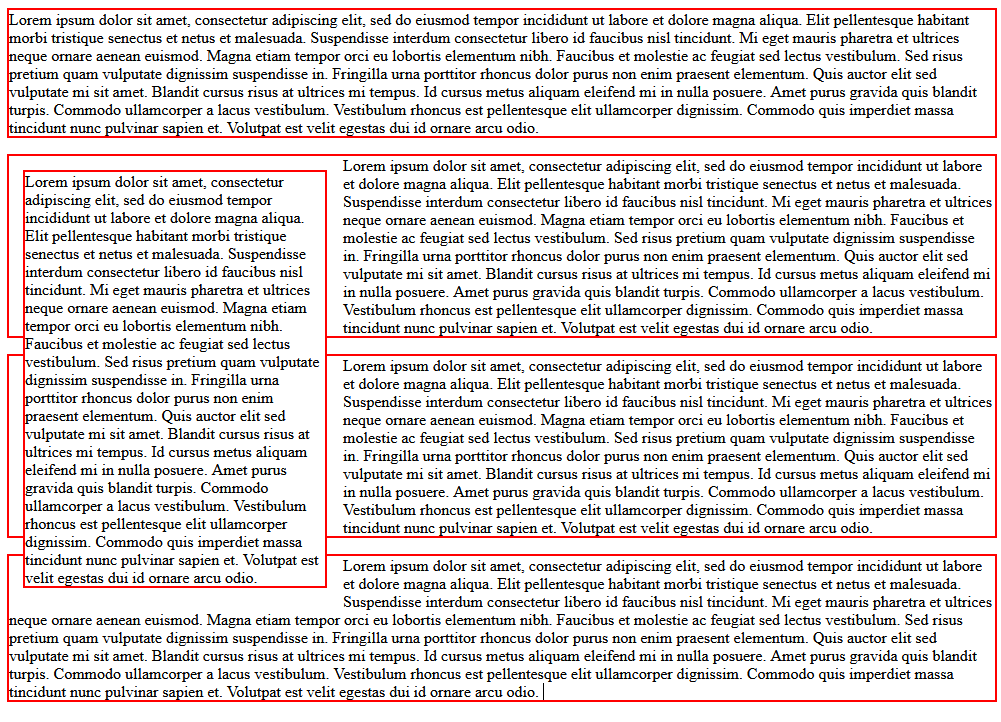 Lorem ipsum dolor sit amet, consectetur adipiscing elit, sed do eiusmod tempor incididunt ut labore et dolore magna aliqua. Elit pellentesque habitant
morbi tristique senectus et netus et malesuada. Suspendisse interdum consectetur libero id faucibus nisl tincidunt. Mi eget mauris pharetra et ultrices
neque ornare aenean euismod. Magna etiam tempor orci eu lobortis elementum nibh. Faucibus et molestie ac feugiat sed lectus vestibulum. Sed risus
pretium quam vulputate dignissim suspendisse in. Fringilla urna porttitor rhoncus dolor purus non enim praesent elementum. Quis auctor elit sed
vulputate mi sit amet. Blandit cursus risus at ultrices mi tempus. Id cursus metus aliquam eleifend mi in nulla posuere. Amet purus gravida quis blandit
turpis. Commodo ullamcorper a lacus vestibulum. Vestibulum rhoncus est pellentesque elit ullamcorper dignissim. Commodo quis imperdiet massa
tincidunt nunc pulvinar sapien et. Volutpat est velit egestas dui id ornare arcu odio.
Lorem ipsum dolor sit amet, consectetur
adipiscing elit, sed do eiusmod tempor
incididunt ut labore et dolore magna aliqua.
Elit pellentesque habitant morbi tristique
senectus et netus et malesuada. Suspendisse
interdum consectetur libero id faucibus nisl
tincidunt. Mi eget mauris pharetra et ultrices
neque ornare aenean euismod. Magna etiam
tempor orci eu lobortis elementum nibh.
Faucibus et molestie ac feugiat sed lectus
vestibulum. Sed risus pretium quam vulputate
dignissim suspendisse in. Fringilla urna
porttitor rhoncus dolor purus non enim
praesent elementum. Quis auctor elit sed
vulputate mi sit amet. Blandit cursus risus at
ultrices mi tempus. Id cursus metus aliquam
eleifend mi in nulla posuere. Amet purus
gravida quis blandit turpis. Commodo
ullamcorper a lacus vestibulum. Vestibulum
rhoncus est pellentesque elit ullamcorper
dignissim. Commodo quis imperdiet massa
tincidunt nunc pulvinar sapien et. Volutpat est
velit egestas dui id ornare arcu odio.
Lorem ipsum dolor sit amet, consectetur adipiscing elit, sed do eiusmod tempor incididunt ut labore
et dolore magna aliqua. Elit pellentesque habitant morbi tristique senectus et netus et malesuada.
Suspendisse interdum consectetur libero id faucibus nisl tincidunt. Mi eget mauris pharetra et ultrices
neque ornare aenean euismod. Magna etiam tempor orci eu lobortis elementum nibh. Faucibus et
molestie ac feugiat sed lectus vestibulum. Sed risus pretium quam vulputate dignissim suspendisse
in. Fringilla urna porttitor rhoncus dolor purus non enim praesent elementum. Quis auctor elit sed
vulputate mi sit amet. Blandit cursus risus at ultrices mi tempus. Id cursus metus aliquam eleifend mi
in nulla posuere. Amet purus gravida quis blandit turpis. Commodo ullamcorper a lacus vestibulum.
Vestibulum rhoncus est pellentesque elit ullamcorper dignissim. Commodo quis imperdiet massa
tincidunt nunc pulvinar sapien et. Volutpat est velit egestas dui id ornare arcu odio.
Lorem ipsum dolor sit amet, consectetur adipiscing elit, sed do eiusmod tempor incididunt ut labore
et dolore magna aliqua. Elit pellentesque habitant morbi tristique senectus et netus et malesuada.
Suspendisse interdum consectetur libero id faucibus nisl tincidunt. Mi eget mauris pharetra et ultrices
neque ornare aenean euismod. Magna etiam tempor orci eu lobortis elementum nibh. Faucibus et
molestie ac feugiat sed lectus vestibulum. Sed risus pretium quam vulputate dignissim suspendisse
in. Fringilla urna porttitor rhoncus dolor purus non enim praesent elementum. Quis auctor elit sed
vulputate mi sit amet. Blandit cursus risus at ultrices mi tempus. Id cursus metus aliquam eleifend mi
in nulla posuere. Amet purus gravida quis blandit turpis. Commodo ullamcorper a lacus vestibulum.
Vestibulum rhoncus est pellentesque elit ullamcorper dignissim. Commodo quis imperdiet massa
tincidunt nunc pulvinar sapien et. Volutpat est velit egestas dui id ornare arcu odio.
Lorem ipsum dolor sit amet, consectetur adipiscing elit, sed do eiusmod tempor incididunt ut labore
et dolore magna aliqua. Elit pellentesque habitant morbi tristique senectus et netus et malesuada.
Suspendisse interdum consectetur libero id faucibus nisl tincidunt. Mi eget mauris pharetra et ultrices
neque ornare aenean euismod. Magna etiam tempor orci eu lobortis elementum nibh. Faucibus et molestie ac feugiat sed lectus vestibulum. Sed risus
pretium quam vulputate dignissim suspendisse in. Fringilla urna porttitor rhoncus dolor purus non enim praesent elementum. Quis auctor elit sed
vulputate mi sit amet. Blandit cursus risus at ultrices mi tempus. Id cursus metus aliquam eleifend mi in nulla posuere. Amet purus gravida quis blandit
turpis. Commodo ullamcorper a lacus vestibulum. Vestibulum rhoncus est pellentesque elit ullamcorper dignissim. Commodo quis imperdiet massa
tincidunt nunc pulvinar sapien et. Volutpat est velit egestas dui id ornare arcu odio.